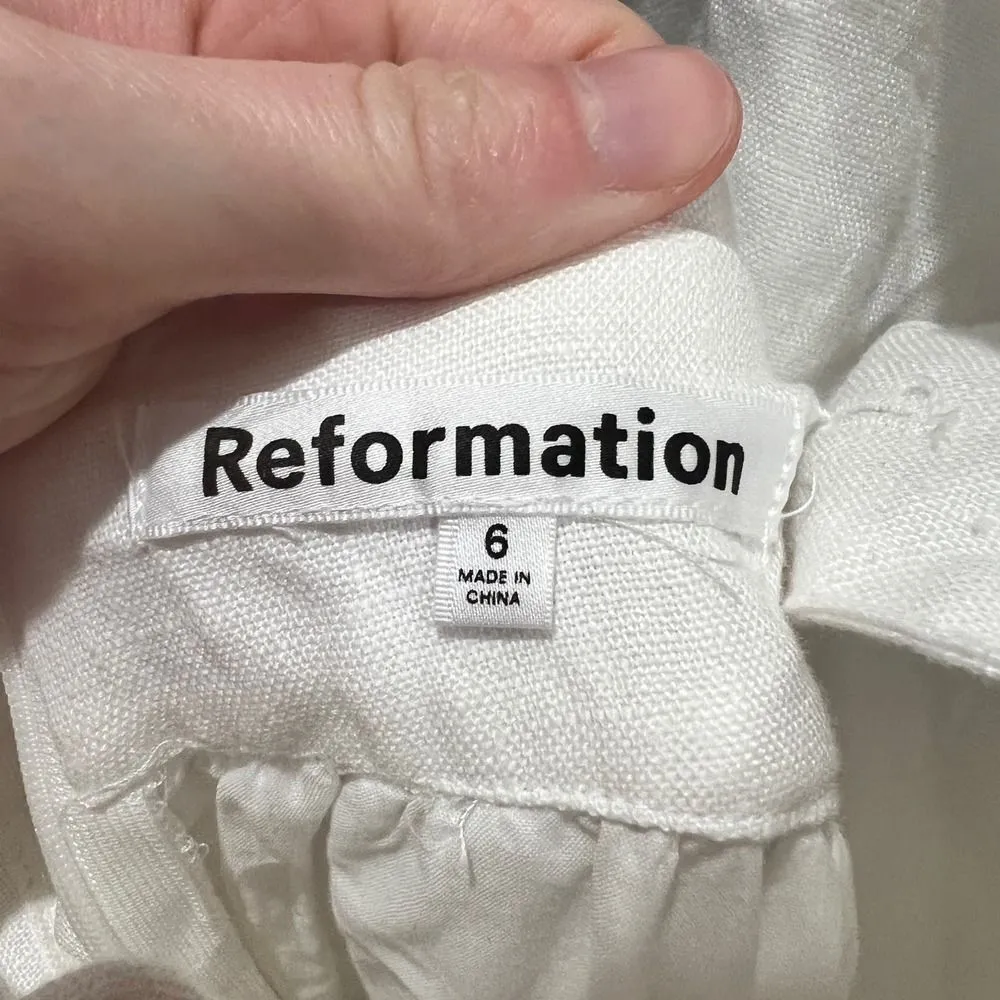 Reformation
6
MADE IN
CHINA